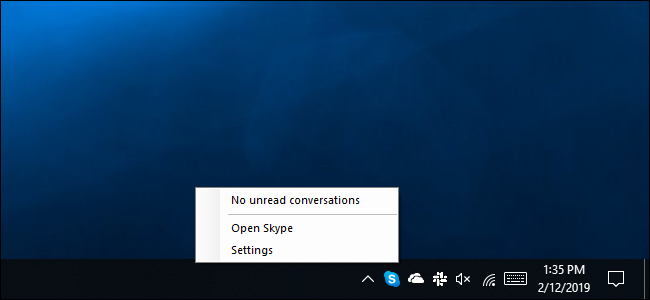 No unread conversations
Open Skype
Settings
1:35 PM
2/12/2019